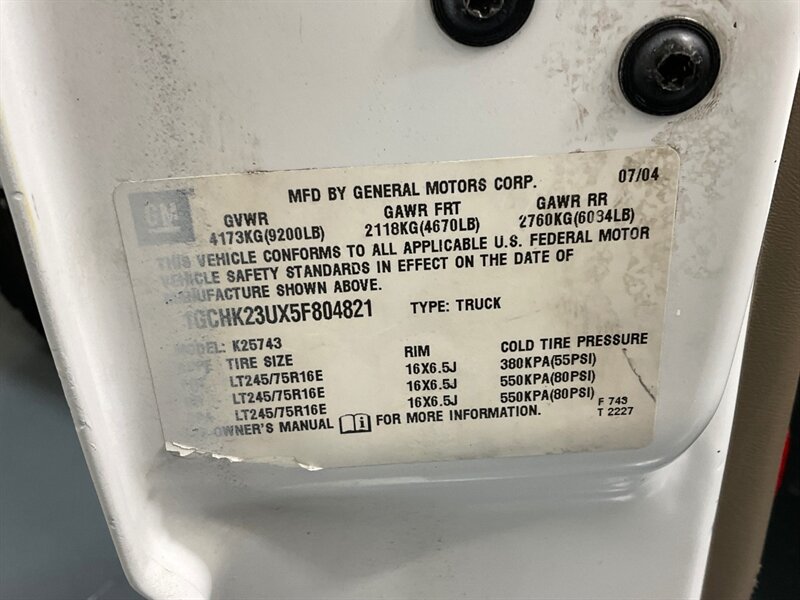 GM
MFD BY GENERAL MOTORS CORP. 07/04
GVWR GAWR FRT GAWR RR
4173KG(9200LB) 2118KG(4670LB) 2760KG(6084LB)
THIS VEHICLE CONFORMS TO ALL APPLICABLE U.S. FEDERAL MOTOR
VEHICLE SAFETY STANDARDS IN EFFECT ON THE DATE OF
MANUFACTURE SHOWN ABOVE.
1GCHK23UX5F804821 TYPE: TRUCK
MODEL: K25743
TIRE SIZE RIM COLD TIRE PRESSURE
LT245/75R16E 16X6.5J 380KPA(55PSI)
LT245/75R16E 16X6.5J 550KPA(80PSI)
LT245/75R16E 16X6.5J 550KPA(80PSI)
OWNER'S MANUAL i FOR MORE INFORMATION.
F 743
T 2227